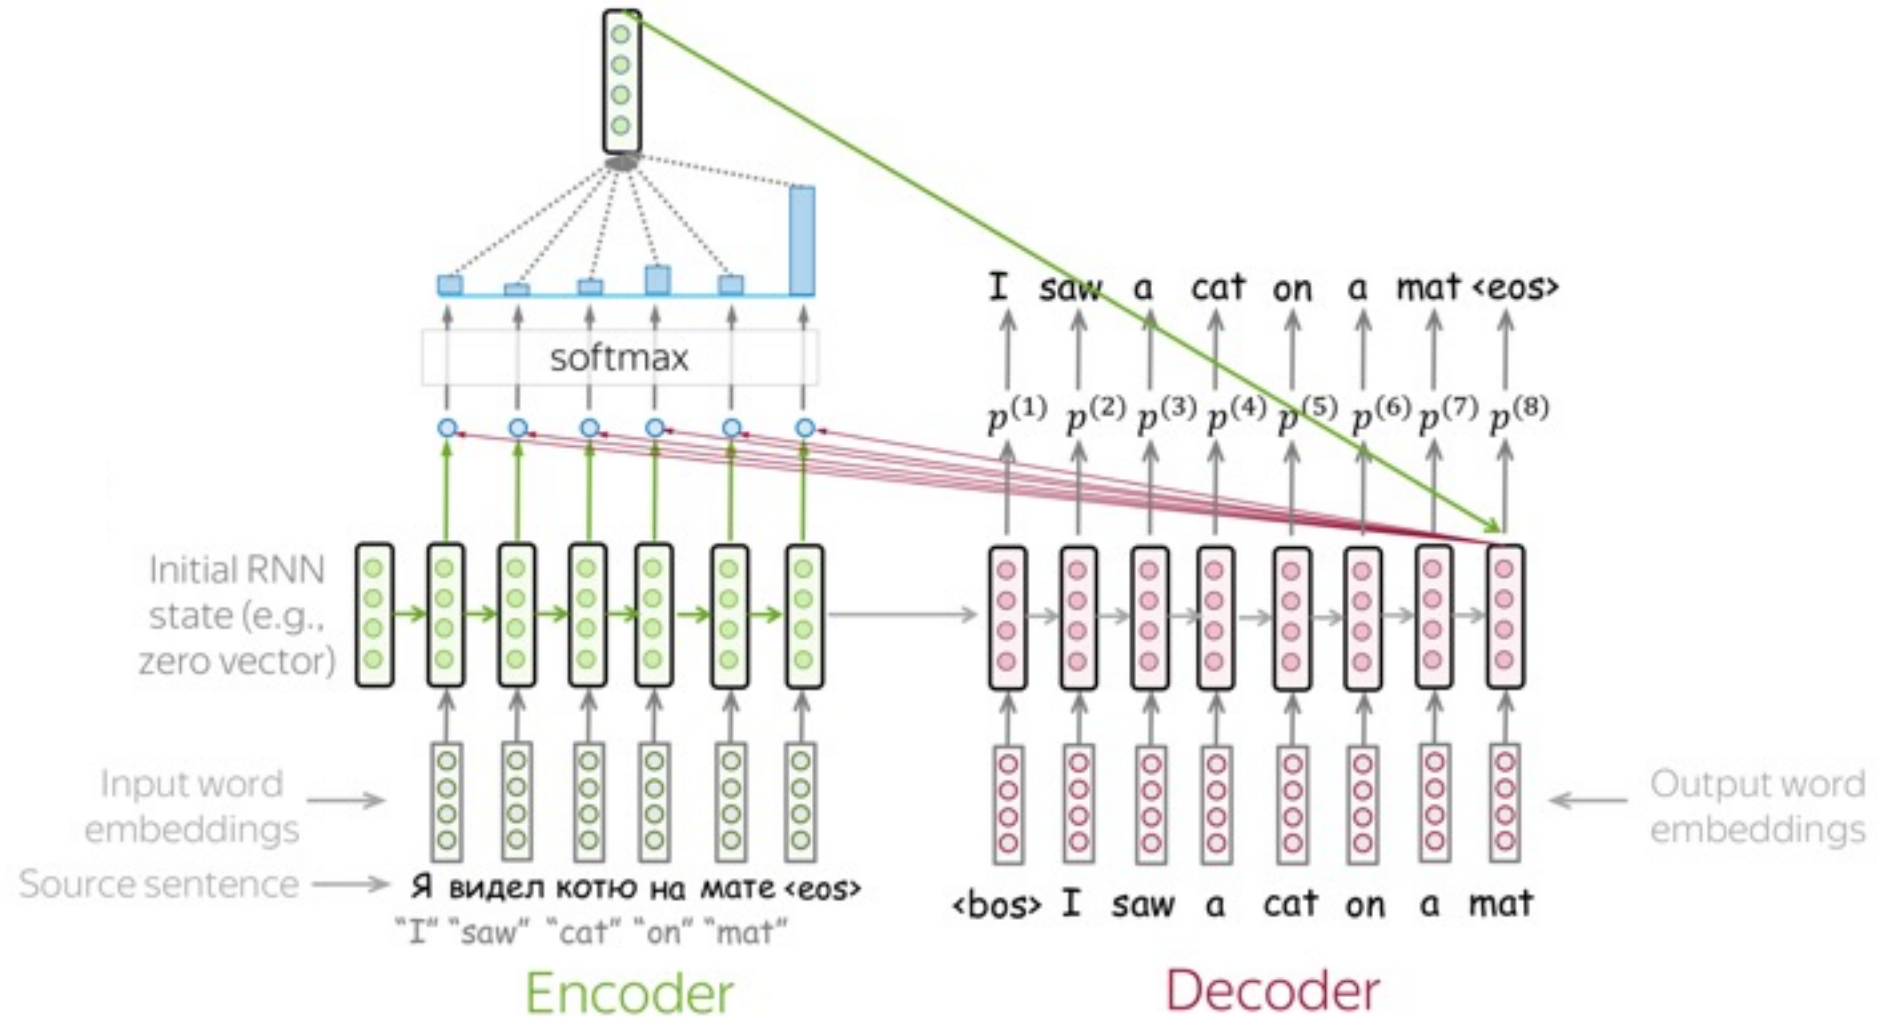 I saw a cat on a mat <eos>
softmax
p(1) p(2) p(3) p(4) p(5) p(6) p(7) p(8)
Initial RNN
state (e.g.,
zero vector)
Input word
embeddings
Output word
embeddings
Source sentence
Я видел котю на мате <eos>
"I" "saw" "cat" "on" "mat"
<bos> I saw a cat on a mat
Encoder
Decoder